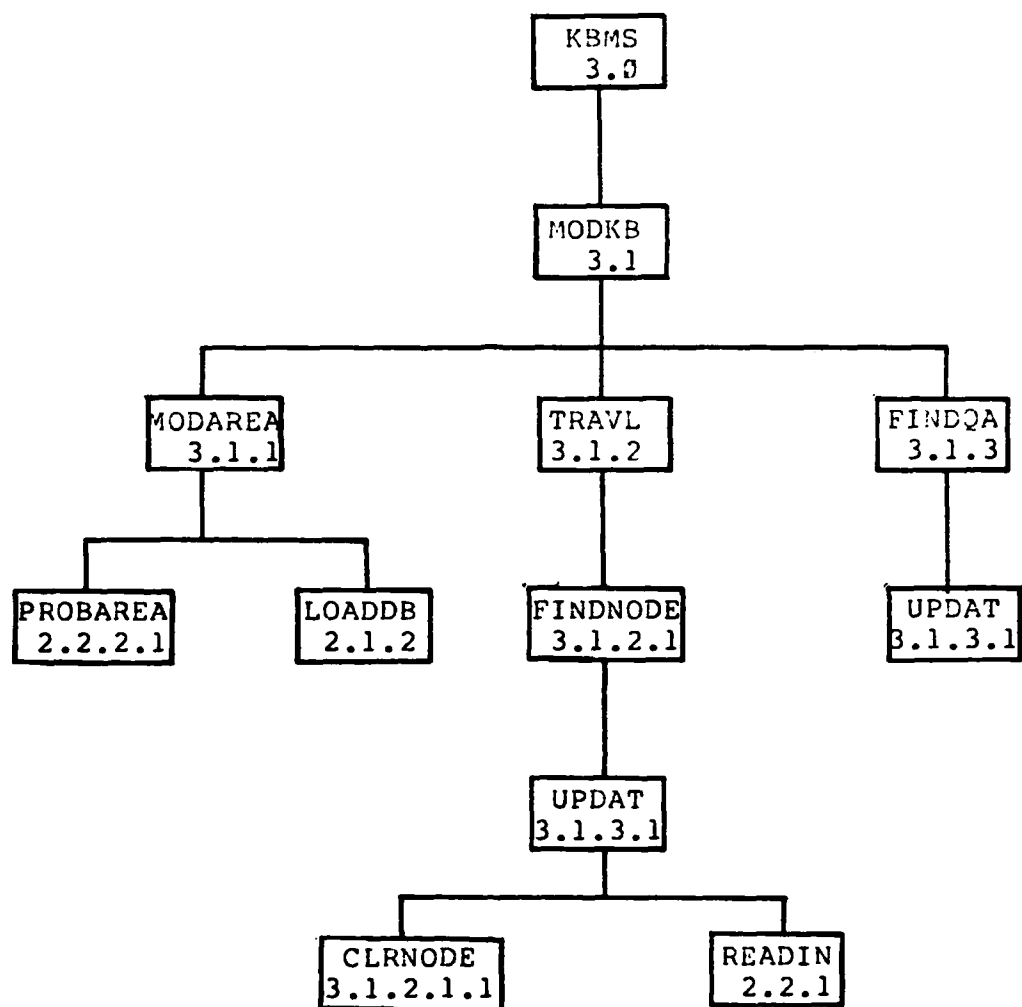 KBMS
3.0
MODKB
3.1
MODAREA
3.1.1
TRAVL
3.1.2
FINDQA
3.1.3
PROBAREA
2.2.2.1
LOADDB
2.1.2
FINDNODE
3.1.2.1
UPDAT
3.1.3.1
UPDAT
3.1.3.1
CLRNODE
3.1.2.1.1
READIN
2.2.1